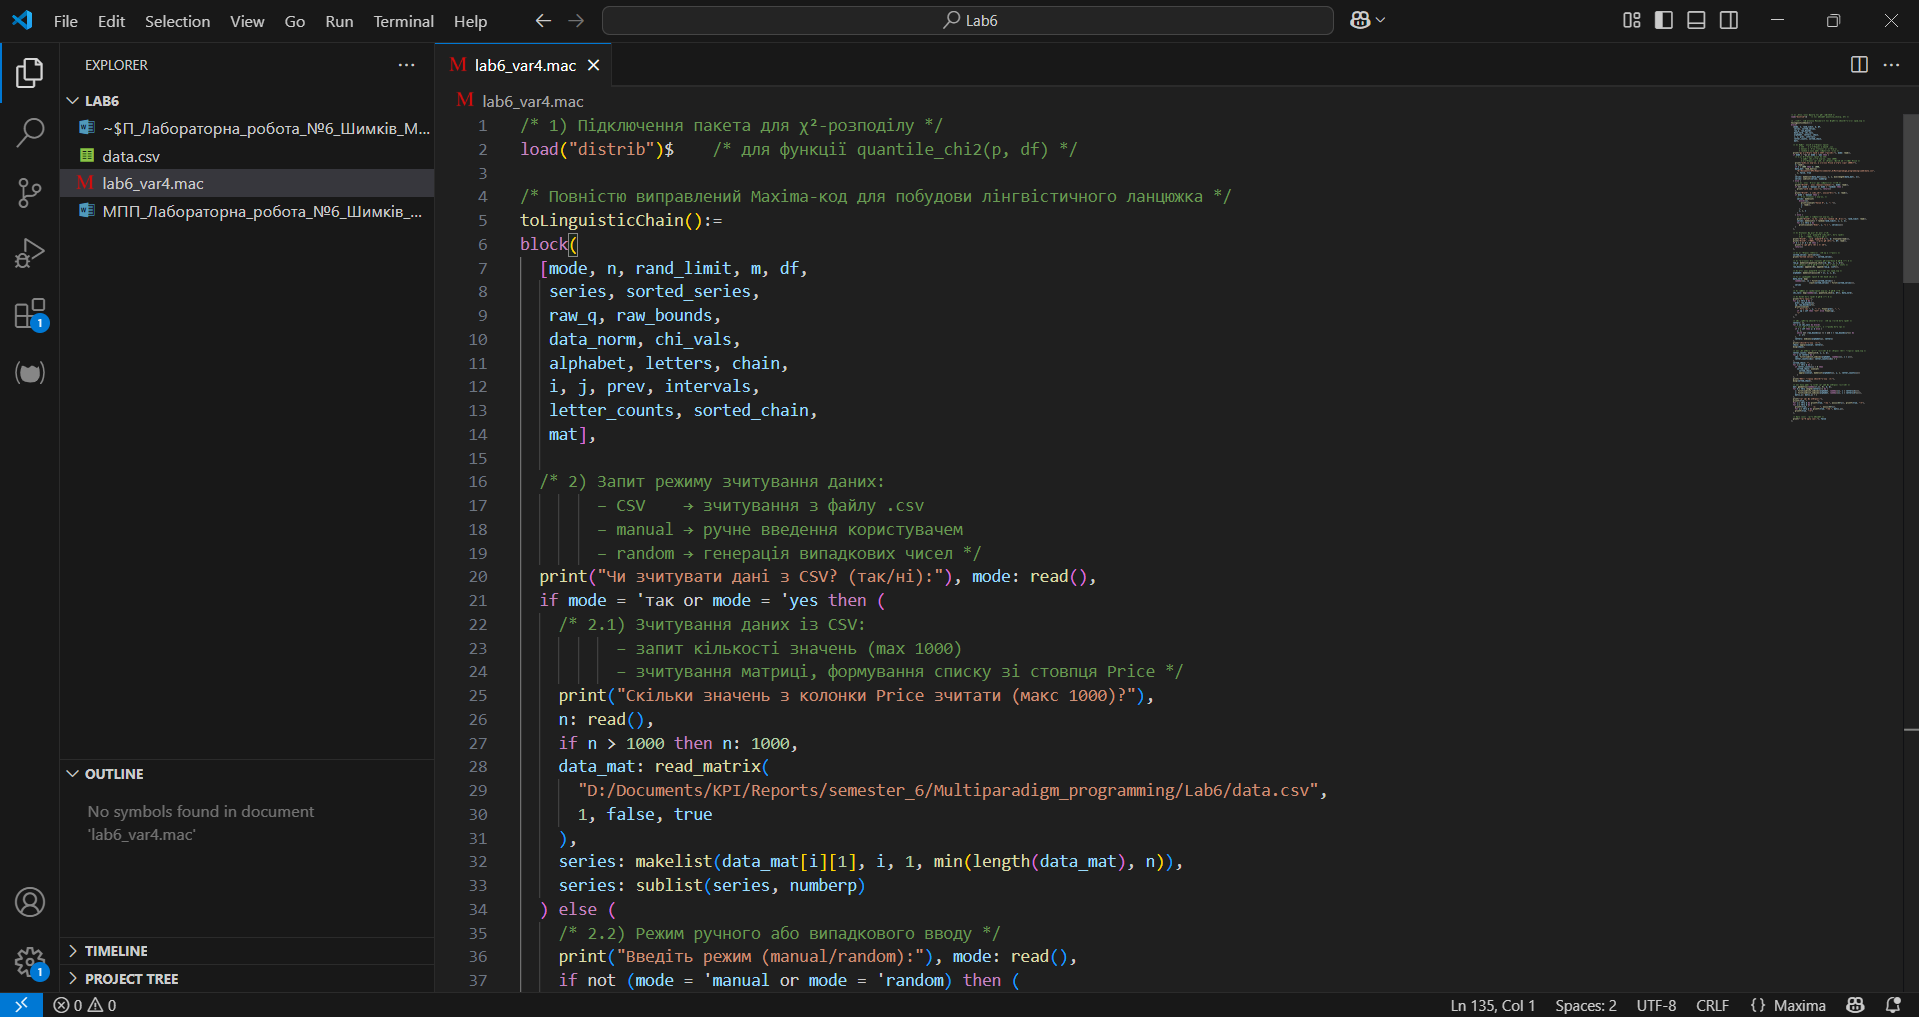 File Edit Selection View Go Run Terminal Help
Lab6
EXPLORER
LAB6
~$П_Лабораторна_робота_№6_Шимків_М...
data.csv
lab6_var4.mac
МПП_Лабораторна_робота_№6_Шимків_...
OUTLINE
No symbols found in document
'lab6_var4.mac'
TIMELINE
PROJECT TREE
1
1
lab6_var4.mac
lab6_var4.mac
1 /* 1) Підключення пакета для χ²-розподілу */
2 load("distrib")$    /* для функції quantile_chi2(p, df) */
3
4 /* Повністю виправлений Maxima-код для побудови лінгвістичного ланцюжка */
5 toLinguisticChain():=
6 block(
7 [mode, n, rand_limit, m, df,
8 series, sorted_series,
9 raw_q, raw_bounds,
10 data_norm, chi_vals,
11 alphabet, letters, chain,
12 i, j, prev, intervals,
13 letter_counts, sorted_chain,
14 mat],
15
16 /* 2) Запит режиму зчитування даних:
17 – CSV    → зчитування з файлу .csv
18 – manual → ручне введення користувачем
19 – random → генерація випадкових чисел */
20 print("Чи зчитувати дані з CSV? (так/ні):"), mode: read(),
21 if mode = 'так or mode = 'yes then (
22 /* 2.1) Зчитування даних із CSV:
23 – запит кількості значень (max 1000)
24 – зчитування матриці, формування списку зі стовпця Price */
25 print("Скільки значень з колонки Price зчитати (макс 1000)?"),
26 n: read(),
27 if n > 1000 then n: 1000,
28 data_mat: read_matrix(
29 "D:/Documents/KPI/Reports/semester_6/Multiparadigm_programming/Lab6/data.csv",
30 1, false, true
31 ),
32 series: makelist(data_mat[i][1], i, 1, min(length(data_mat), n)),
33 series: sublist(series, numberp)
34 ) else (
35 /* 2.2) Режим ручного або випадкового вводу */
36 print("Введіть режим (manual/random):"), mode: read(),
37 if not (mode = 'manual or mode = 'random) then (
0 0
Ln 135, Col 1 Spaces: 2 UTF-8 CRLF {} Maxima